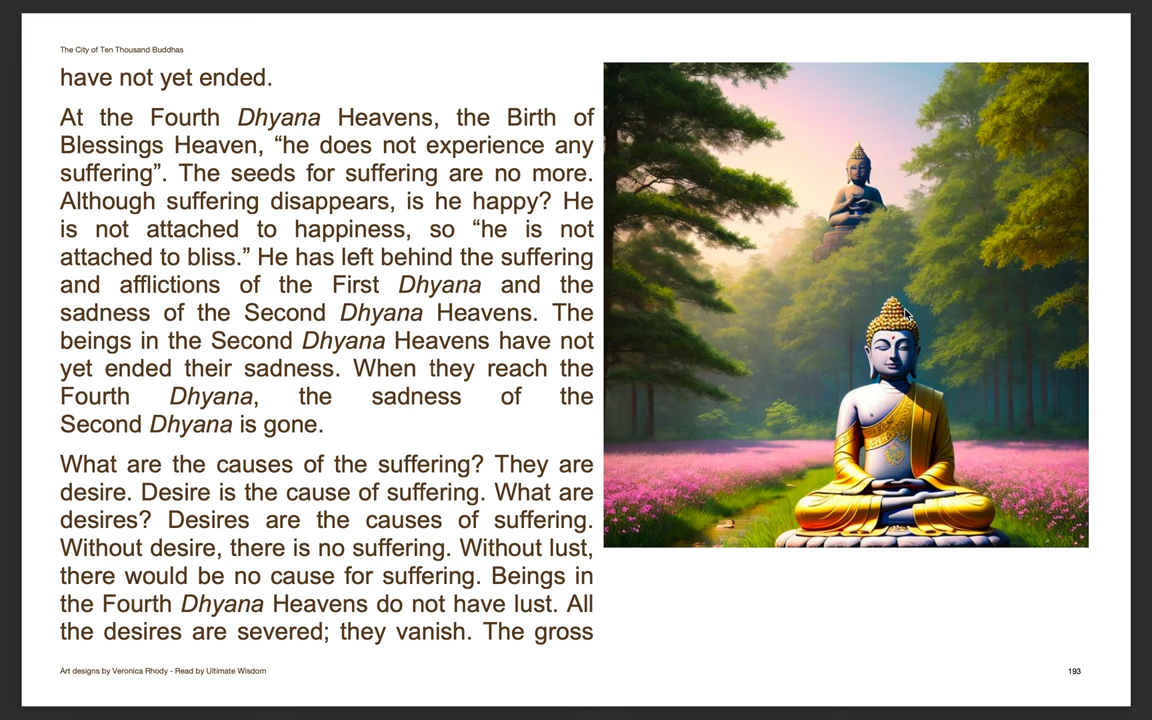 The City of Ten Thousand Buddhas
have not yet ended.
At the Fourth Dhyana Heavens, the Birth of
Blessings Heaven, “he does not experience any
suffering”. The seeds for suffering are no more.
Although suffering disappears, is he happy? He
is not attached to happiness, so “he is not
attached to bliss.” He has left behind the suffering
and afflictions of the First Dhyana and the
sadness of the Second Dhyana Heavens. The
beings in the Second Dhyana Heavens have not
yet ended their sadness. When they reach the
Fourth Dhyana, the sadness of the
Second Dhyana is gone.
What are the causes of the suffering? They are
desire. Desire is the cause of suffering. What are
desires? Desires are the causes of suffering.
Without desire, there is no suffering. Without lust,
there would be no cause for suffering. Beings in
the Fourth Dhyana Heavens do not have lust. All
the desires are severed; they vanish. The gross
Art designs by Veronica Rhody - Read by Ultimate Wisdom
193